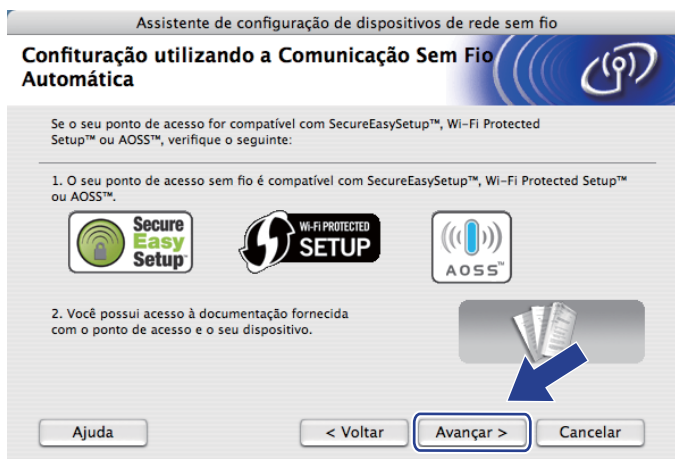 Assistente de configuração de dispositivos de rede sem fio
Confituração utilizando a Comunicação Sem Fio
Automática
Se o seu ponto de acesso for compatível com SecureEasySetup™, Wi-Fi Protected
Setup™ ou AOSS™, verifique o seguinte:
1. O seu ponto de acesso sem fio é compatível com SecureEasySetup™, Wi-Fi Protected Setup™
ou AOSS™.
Secure
Easy
Setup™
Wi-Fi PROTECTED
SETUP
AOSS™
2. Você possui acesso à documentação fornecida
com o ponto de acesso e o seu dispositivo.
Ajuda
< Voltar
Avançar >
Cancelar